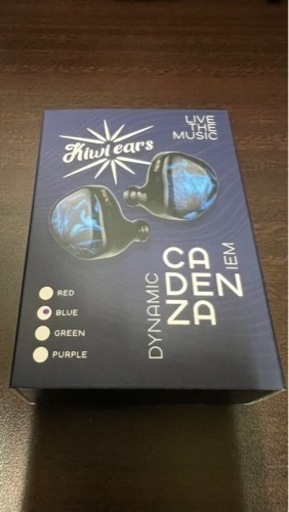 Kiwi ears
LIVE
THE
MUSIC
DYNAMIC
CA
DEN
ZA
IEM
RED
BLUE
GREEN
PURPLE